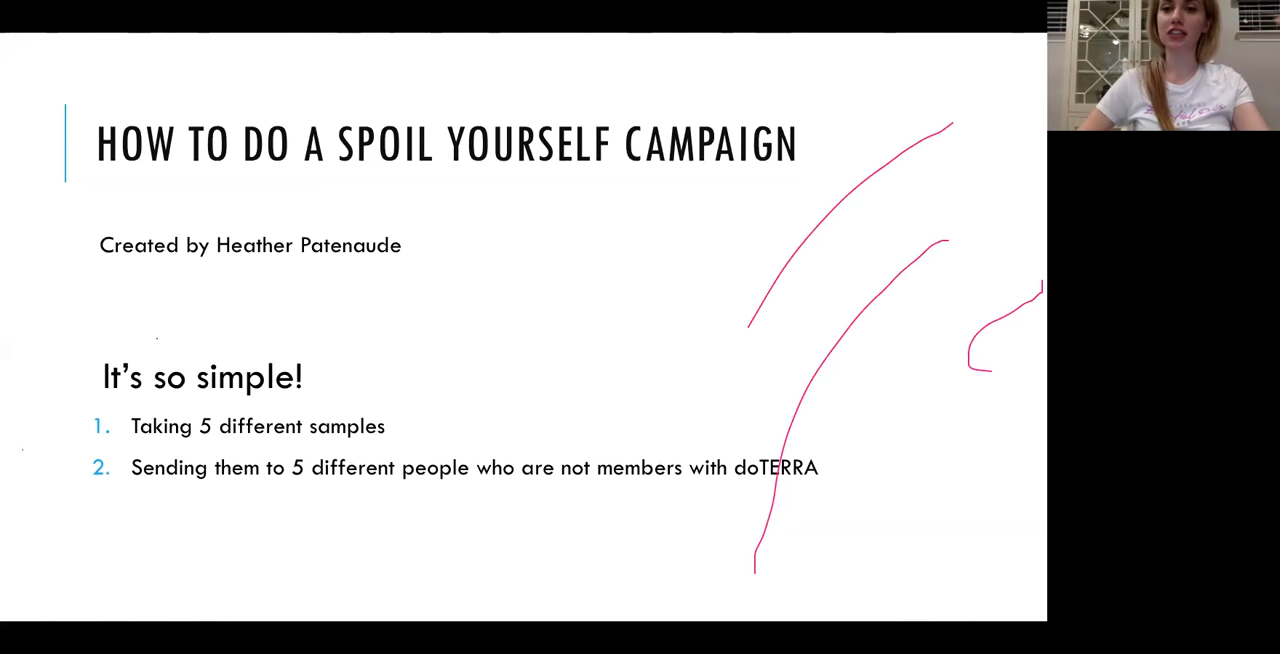 HOW TO DO A SPOIL YOURSELF CAMPAIGN
Created by Heather Patenaude
It's so simple!
1. Taking 5 different samples
2. Sending them to 5 different people who are not members with doTERRA